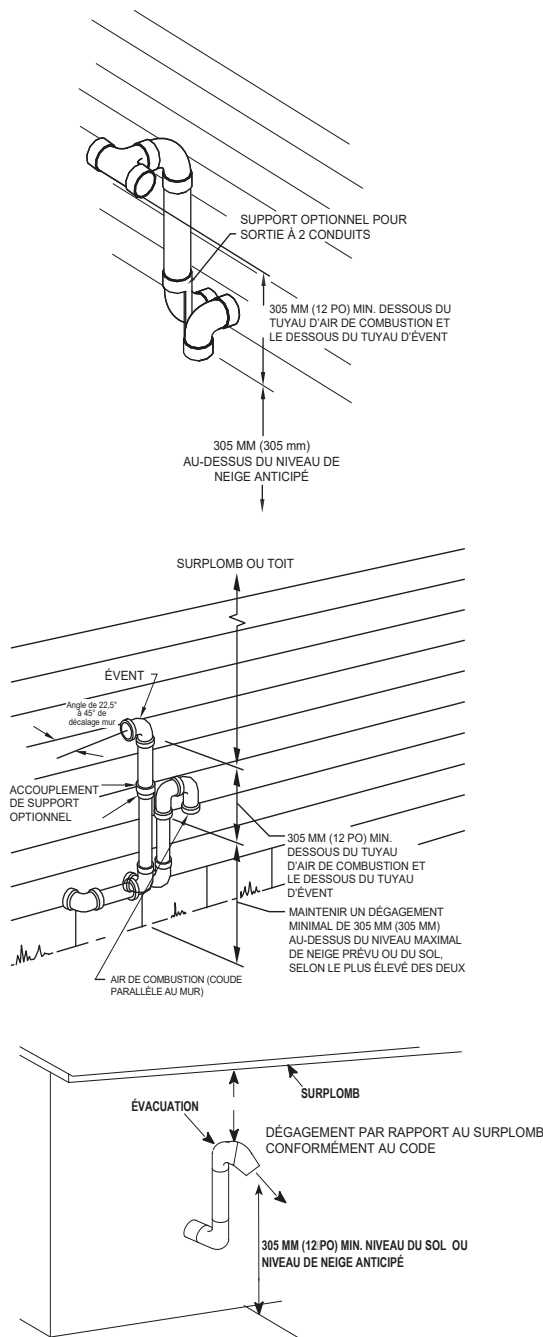 SUPPORT OPTIONNEL POUR
SORTIE À 2 CONDUITS
305 MM (12 PO) MIN. DESSOUS DU
TUYAU D'AIR DE COMBUSTION ET
LE DESSOUS DU TUYAU D'ÉVENT
305 MM (305 mm)
AU-DESSUS DU NIVEAU DE
NEIGE ANTICIPÉ
SURPLOMB OU TOIT
ÉVENT
Angle de 22,5°
à 45° de
décalage mur
ACCOUPLEMENT
DE SUPPORT
OPTIONNEL
305 MM (12 PO) MIN.
DESSOUS DU TUYAU
D'AIR DE COMBUSTION ET
LE DESSOUS DU TUYAU
D'ÉVENT
MAINTENIR UN DÉGAGEMENT
MINIMAL DE 305 MM (305 MM)
AU-DESSUS DU NIVEAU MAXIMAL
DE NEIGE PRÉVU OU DU SOL,
SELON LE PLUS ÉLEVÉ DES DEUX
AIR DE COMBUSTION (COUDE
PARALLÈLE AU MUR)
SURPLOMB
ÉVACUATION
DÉGAGEMENT PAR RAPPORT AU SURPLOMB
CONFORMÉMENT AU CODE
305 MM (12 PO) MIN. NIVEAU DU SOL OU
NIVEAU DE NEIGE ANTICIPÉ